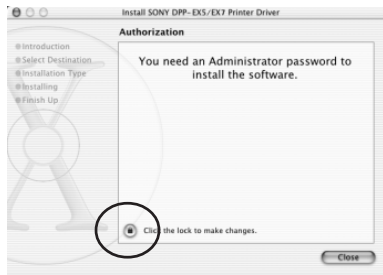 Install SONY DPP-EX5/EX7 Printer Driver
Authorization
Introduction
Select Destination
Installation Type
Installing
Finish Up
You need an Administrator password to
install the software.
Click the lock to make changes.
Close